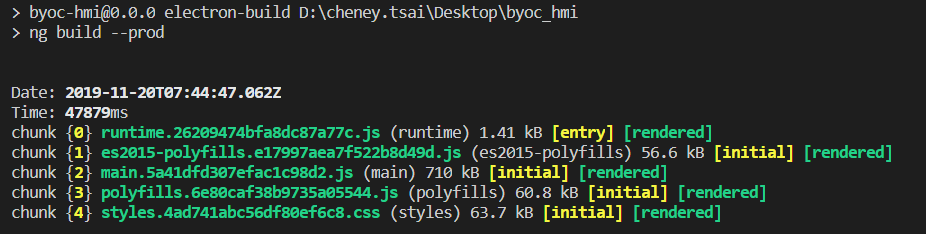 > byoc-hmi@0.0.0 electron-build D:\cheney.tsai\Desktop\byoc_hmi
> ng build --prod
Date: 2019-11-20T07:44:47.062Z
Time: 47879ms
chunk {0} runtime.26209474bfa8dc87a77c.js (runtime) 1.41 kB [entry] [rendered]
chunk {1} es2015-polyfills.e17997aea7f522b8d49d.js (es2015-polyfills) 56.6 kB [initial] [rendered]
chunk {2} main.5a41dfd307efac1c98d2.js (main) 710 kB [initial] [rendered]
chunk {3} polyfills.6e80caf38b9735a05544.js (polyfills) 60.8 kB [initial] [rendered]
chunk {4} styles.4ad741abc56df80ef6c8.css (styles) 63.7 kB [initial] [rendered]